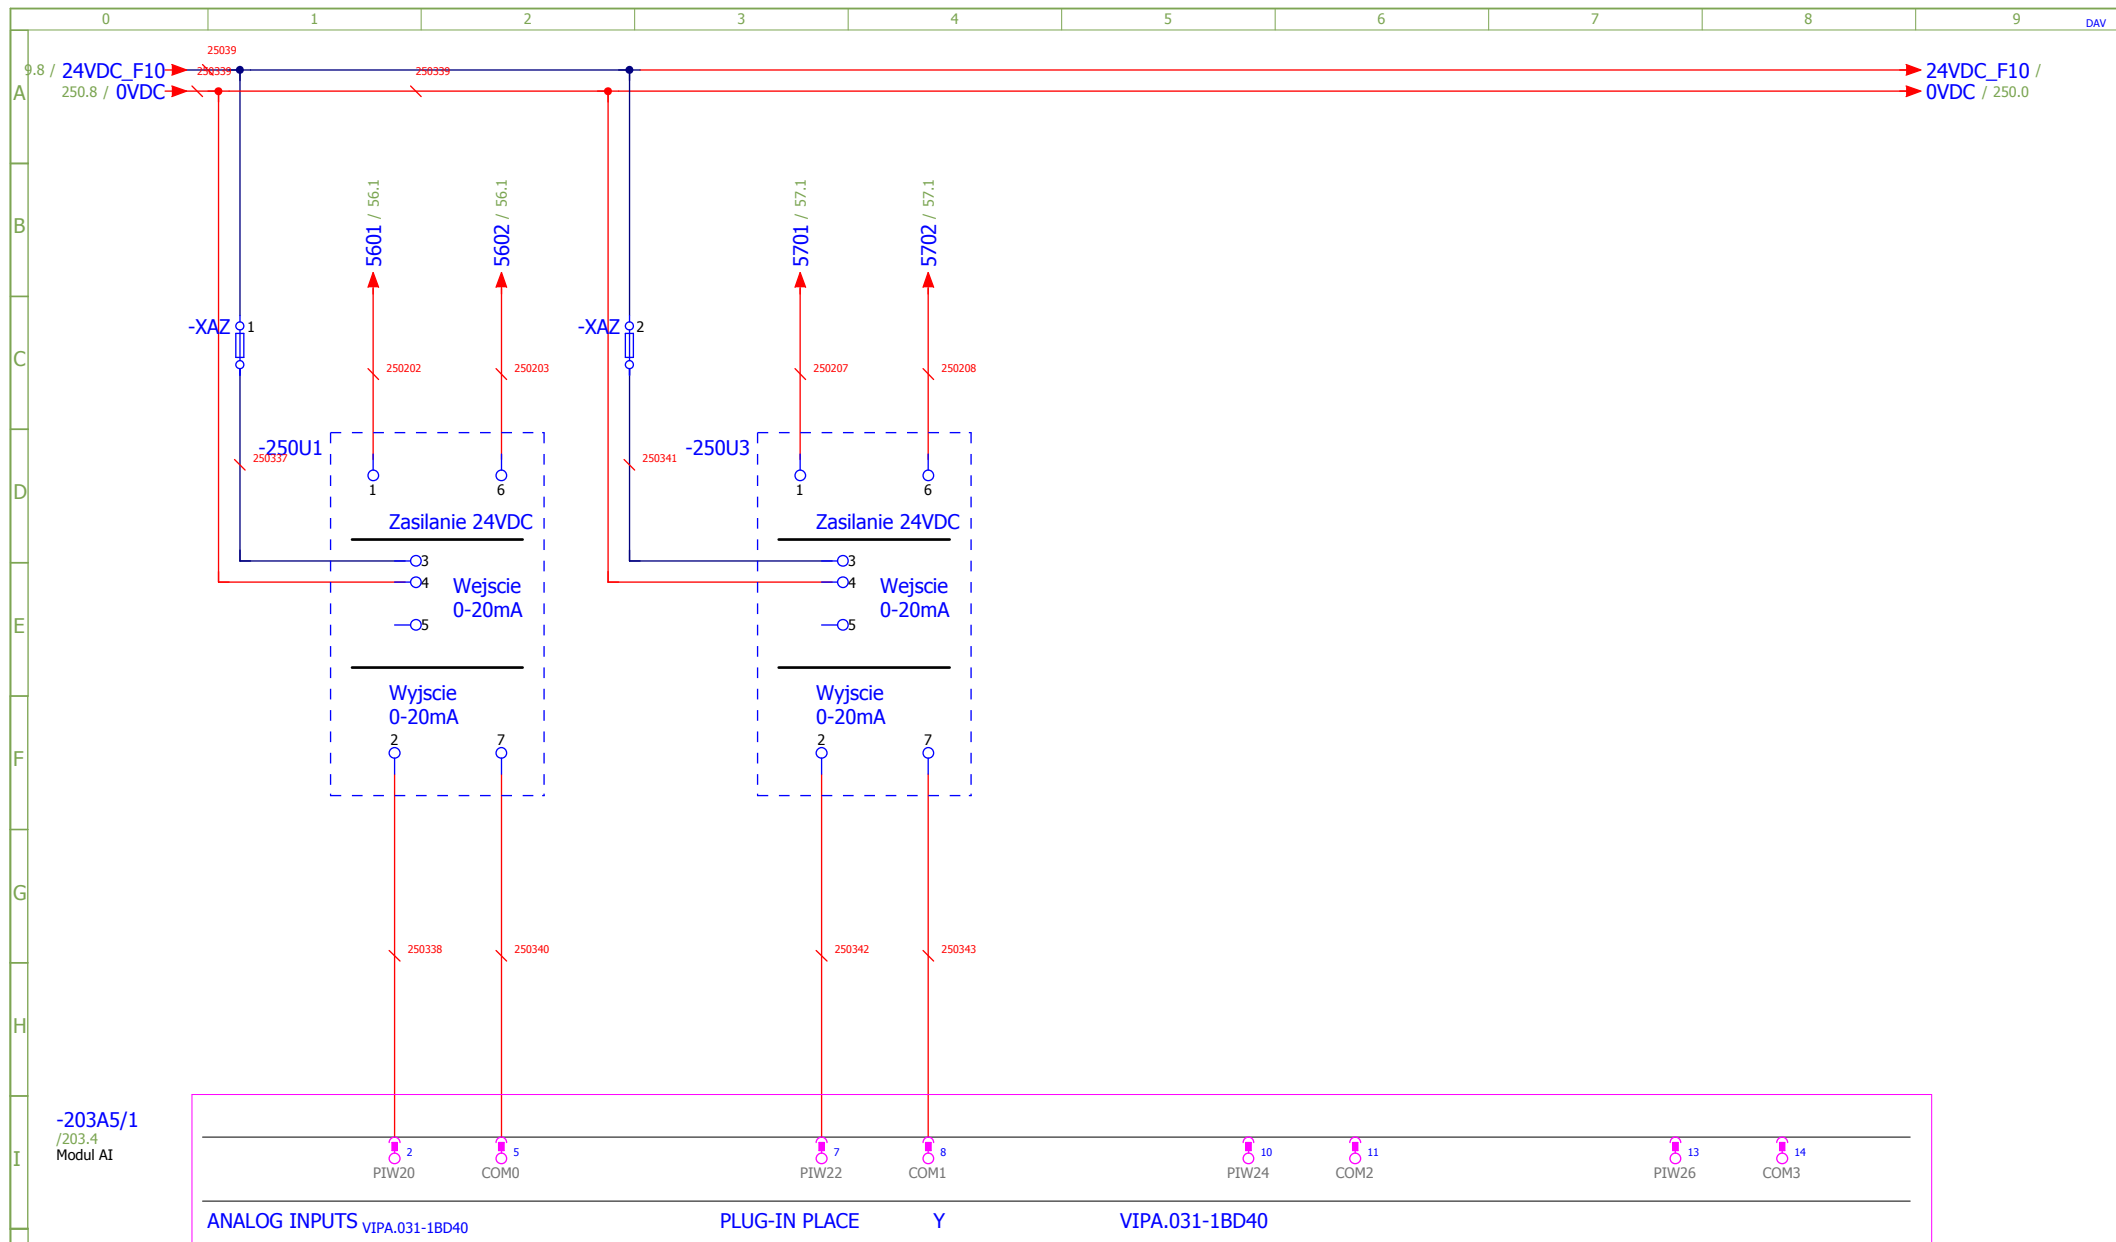 0 1 2 3 4 5 6 7 8 9 DAV
25039
9.8 / 24VDC_F10 250339 250339 24VDC_F10 /
A 250.8 / 0VDC 0VDC / 250.0
B
5601 / 56.1
5602 / 56.1
5701 / 57.1
5702 / 57.1
-XAZ 1
-XAZ 2
C 250202 250203 250207 250208
-250U1
-250U3
250337
250341
D 1 6 1 6
Zasilanie 24VDC
Zasilanie 24VDC
3 3
4 4
Wejscie
0-20mA
Wejscie
0-20mA
E 5 5
Wyjscie
0-20mA
Wyjscie
0-20mA
2 7 2 7
F
G
250338 250340 250342 250343
H
-203A5/1
/203.4
Modul AI
I
2 5 7 8 10 11 13 14
PIW20 COM0 PIW22 COM1 PIW24 COM2 PIW26 COM3
ANALOG INPUTS VIPA.031-1BD40 PLUG-IN PLACE Y VIPA.031-1BD40